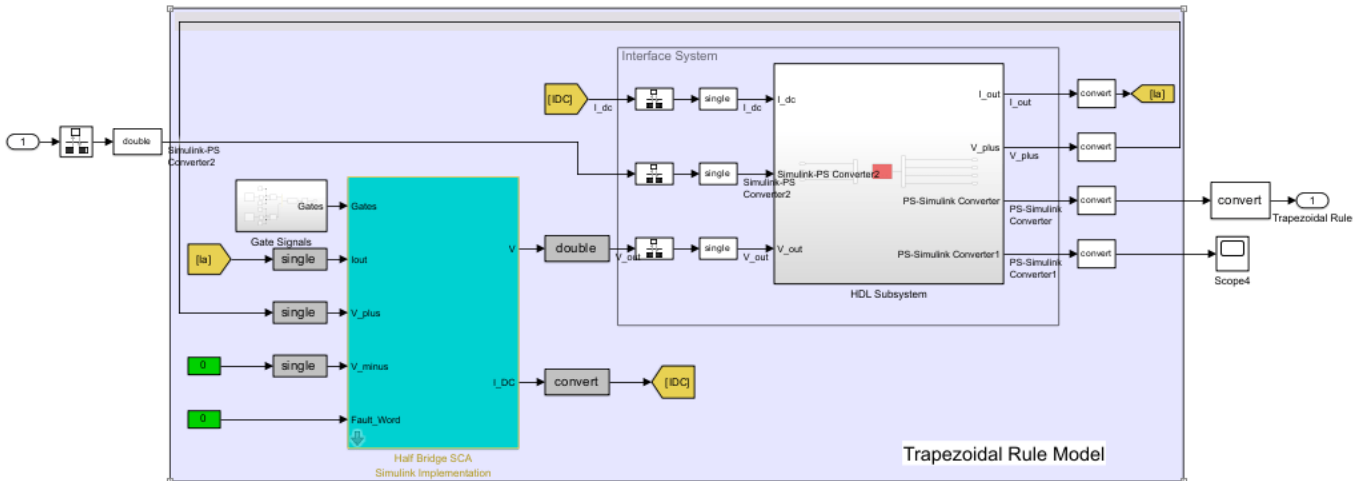 Interface System
[IDC]
I_dc
single
I_dc
I_dc
I_out
I_out
convert
[Ia]
1
double
Simulink-PS
Converter2
V_plus
V_plus
convert
single
Simulink-PS
Converter2
Simulink-PS Converter2
PS-Simulink Converter
PS-Simulink
Converter
convert
convert
1
Trapezoidal Rule
Gates
Gates
Gate Signals
V
double
V_out
single
V_out
V_out
PS-Simulink Converter1
PS-Simulink
Converter1
convert
Scope4
HDL Subsystem
[Ia]
single
Iout
single
V_plus
0
single
V_minus
I_DC
convert
[IDC]
0
Fault_Word
Half Bridge SCA
Simulink Implementation
Trapezoidal Rule Model